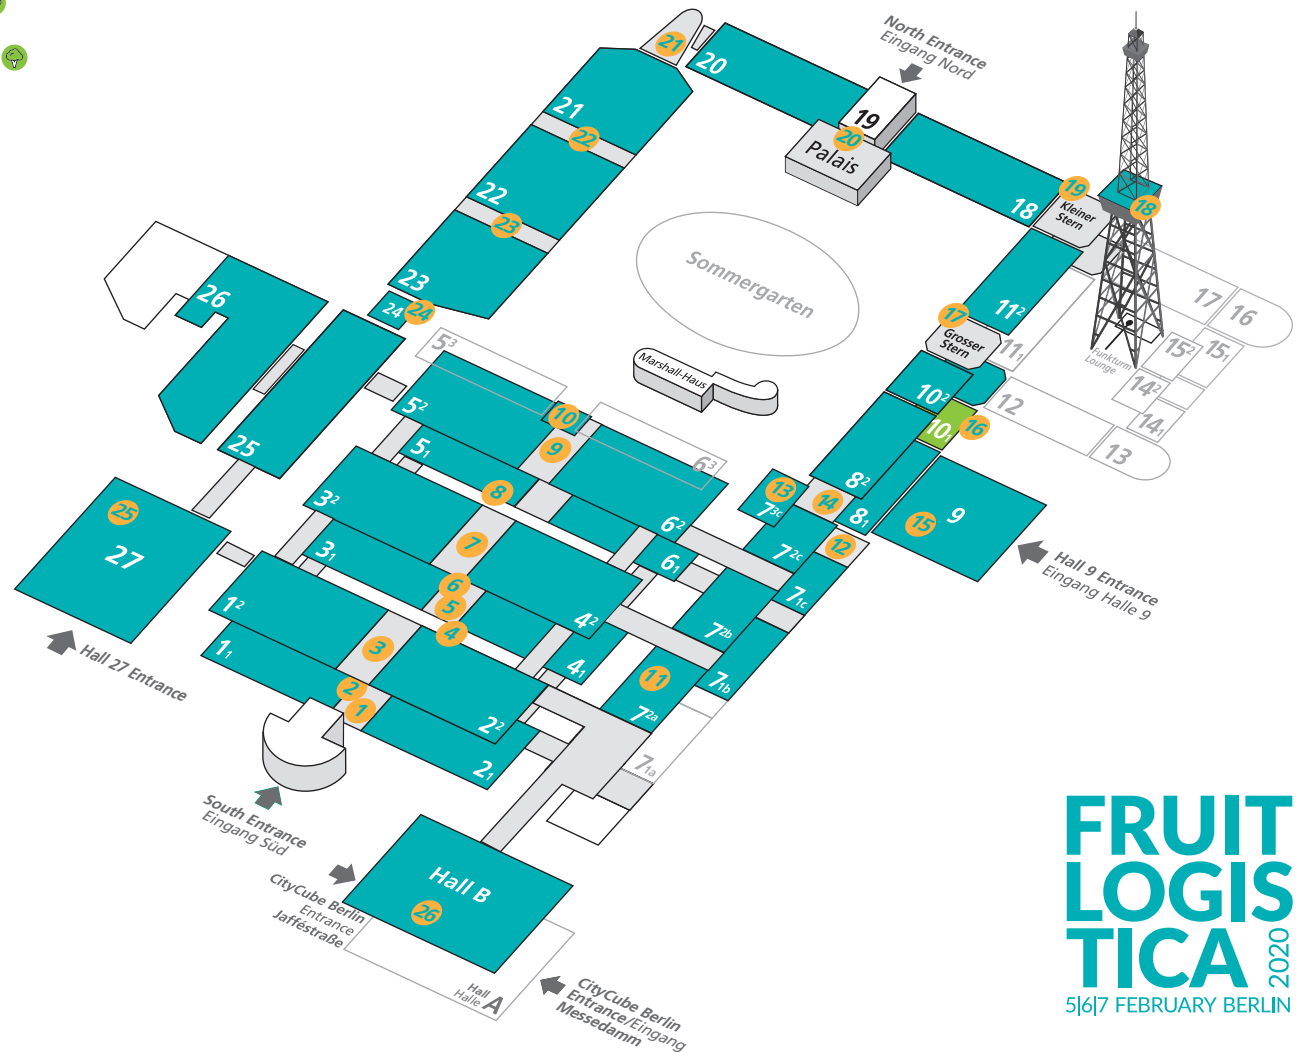 21
20
North Entrance
Eingang Nord
21
22
19
20
Palais
18
19
Kleiner
Stern
18
22
23
23
24
24
26
25
Sommergarten
Marshall-Haus
11²
17
Grosser
Stern
11₁
17
16
15²
15₁
14²
14₁
Funkturm
Lounge
12
13
5³
5²
5₁
10
9
8
6³
6²
6₁
10²
10₁
16
8²
8₁
9
15
Hall 9 Entrance
Eingang Halle 9
13
7³ᶜ
14
12
7²ᶜ
7₁c
7²ᵇ
7₁b
11
7²ᵃ
7₁a
3²
3₁
7
6
5
4
4²
4₁
25
27
Hall 27 Entrance
1²
1₁
3
2
1
2²
2₁
South Entrance
Eingang Süd
CityCube Berlin
Entrance
Jafféstraße
Hall B
26
Hall
Halle A
CityCube Berlin
Entrance/Eingang
Messedamm
FRUIT
LOGIS
TICA
2020
5|6|7 FEBRUARY BERLIN